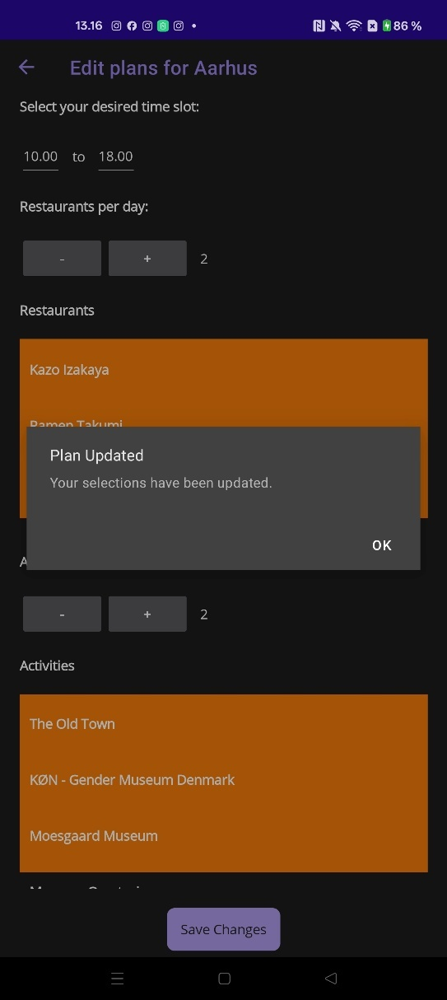 13.16
86 %
Edit plans for Aarhus
Select your desired time slot:
10.00 to 18.00
Restaurants per day:
- + 2
Restaurants
Kazo Izakaya
Ramen Takumi
Plan Updated
Your selections have been updated.
OK
A
- + 2
Activities
The Old Town
KØN - Gender Museum Denmark
Moesgaard Museum
Save Changes